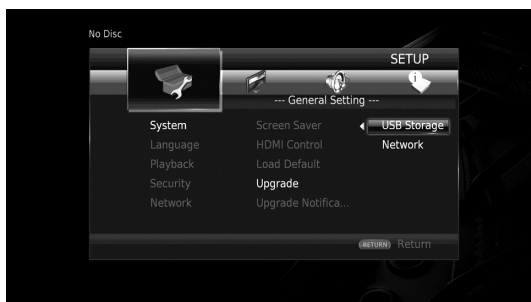 No Disc
SETUP
--- General Setting ---
System Screen Saver USB Storage
Language HDMI Control Network
Playback Load Default
Security Upgrade
Network Upgrade Notifica...
RETURN Return